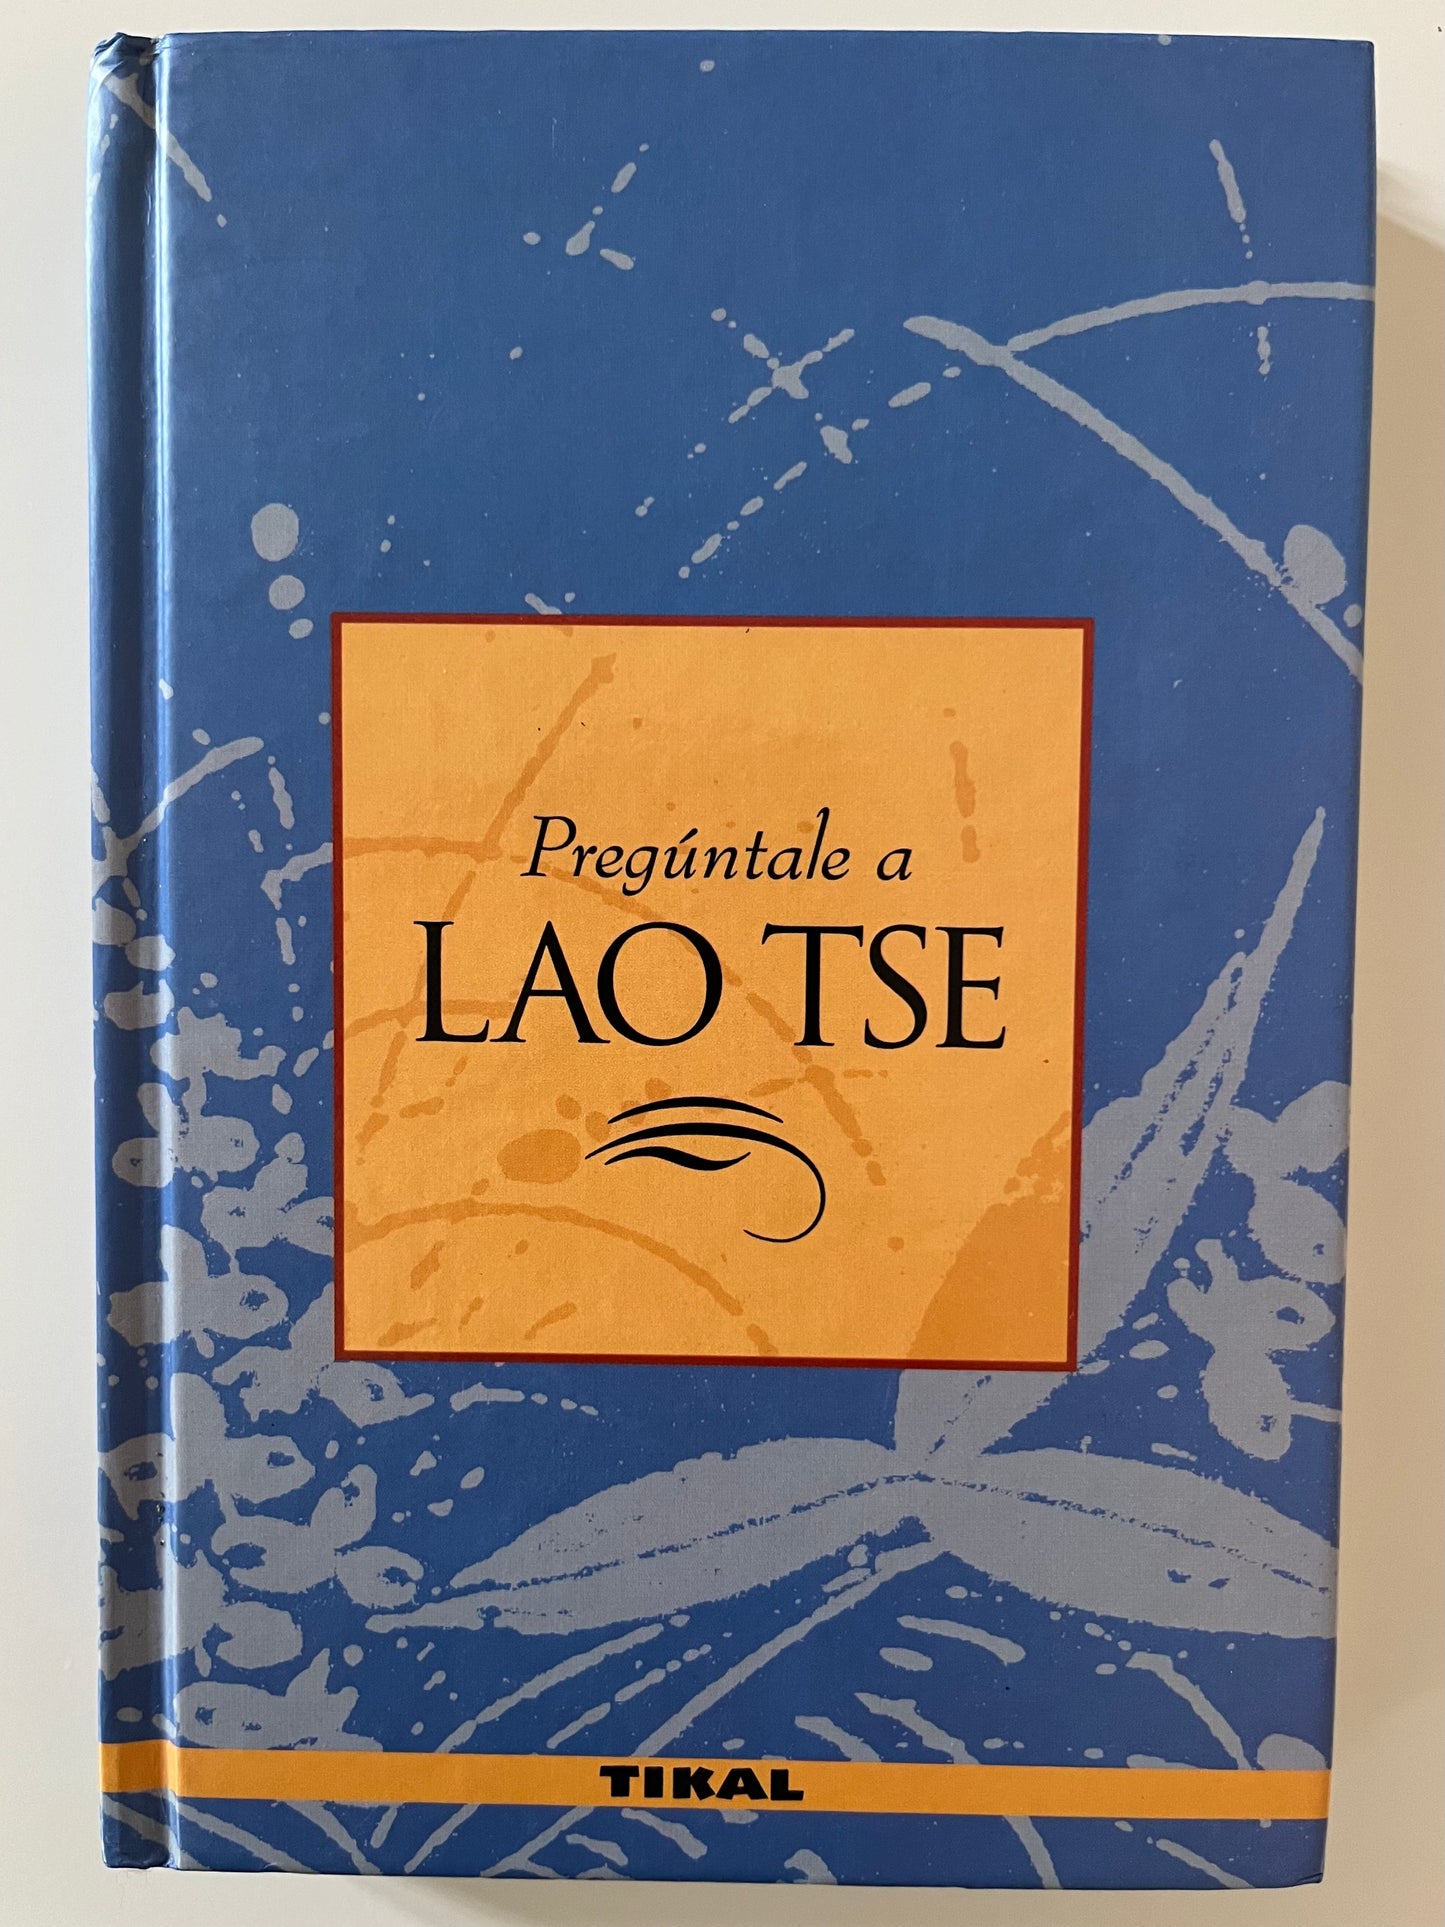 Pregúntale a
LAO TSE
TIKAL